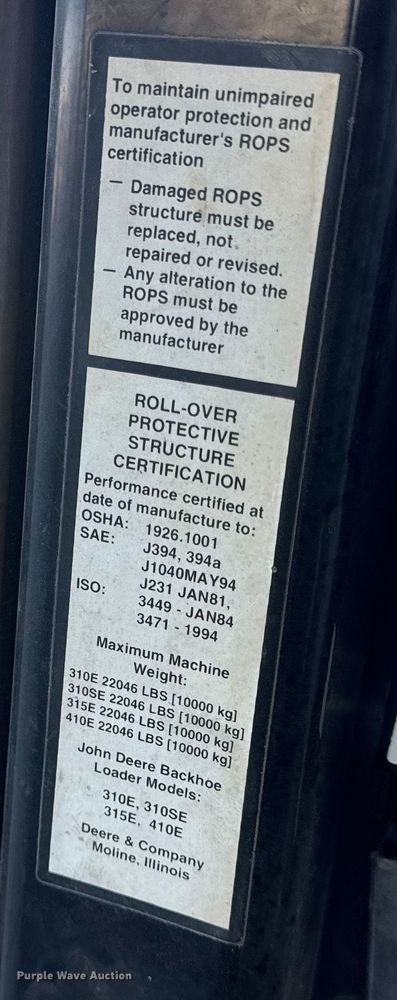 To maintain unimpaired
operator protection and
manufacturer's ROPS
certification
— Damaged ROPS
structure must be
replaced, not
repaired or revised.
— Any alteration to the
ROPS must be
approved by the
manufacturer
ROLL-OVER
PROTECTIVE
STRUCTURE
CERTIFICATION
Performance certified at
date of manufacture to:
OSHA: 1926.1001
SAE: J394, 394a
J1040MAY94
J231 JAN81,
ISO: 3449 - JAN84
3471 - 1994
Maximum Machine
Weight:
310E 22046 LBS [10000 kg]
310SE 22046 LBS [10000 kg]
315E 22046 LBS [10000 kg]
410E 22046 LBS [10000 kg]
John Deere Backhoe
Loader Models:
310E, 310SE
315E, 410E
Deere & Company
Moline, Illinois
Purple Wave Auction